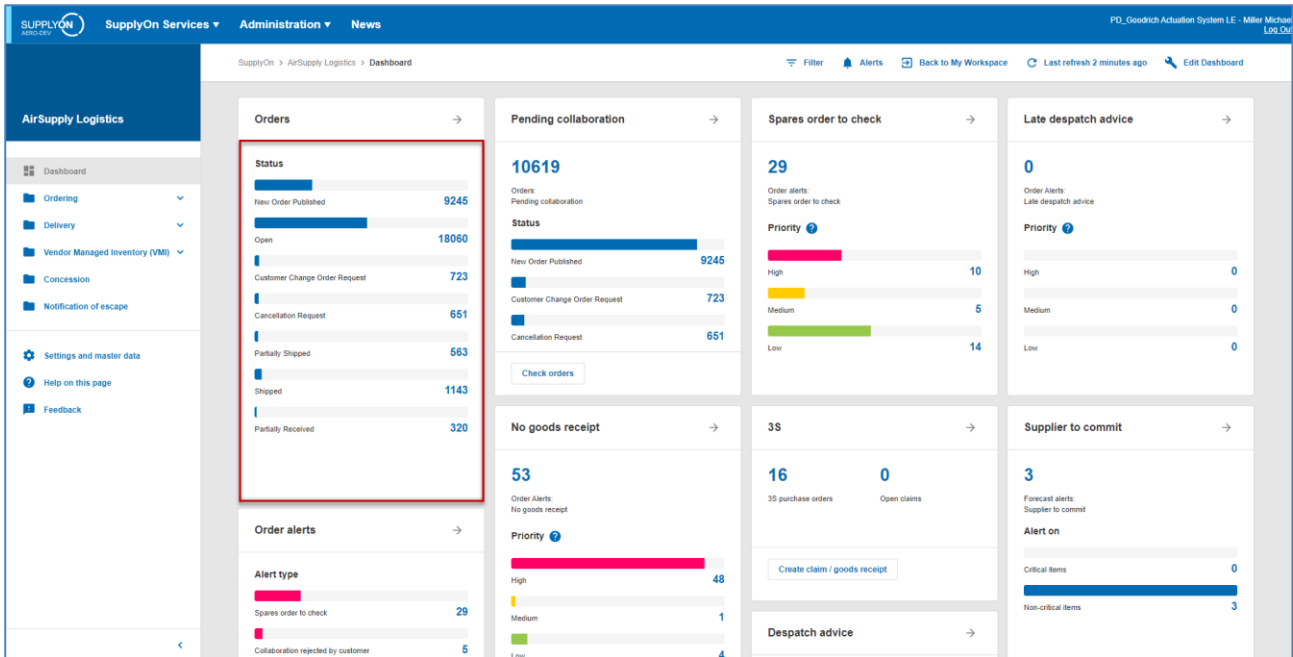 SUPPLYON
AERO-DEV
SupplyOn Services
Administration
News
PD_Goodrich Actuation System LE - Miller Michae
Log Ou
SupplyOn > AirSupply Logistics > Dashboard
Filter
Alerts
Back to My Workspace
Last refresh 2 minutes ago
Edit Dashboard
AirSupply Logistics
Dashboard
Ordering
Delivery
Vendor Managed Inventory (VMI)
Concession
Notification of escape
Settings and master data
Help on this page
Feedback
Orders
Status
New Order Published 9245
Open 18060
Customer Change Order Request 723
Cancellation Request 651
Partially Shipped 563
Shipped 1143
Partially Received 320
Pending collaboration
10619
Orders:
Pending collaboration
Status
New Order Published 9245
Customer Change Order Request 723
Cancellation Request 651
Check orders
Spares order to check
29
Order alerts:
Spares order to check
Priority ?
High 10
Medium 5
Low 14
Late despatch advice
0
Order Alerts:
Late despatch advice
Priority ?
High 0
Medium 0
Low 0
Order alerts
Alert type
Spares order to check 29
Collaboration rejected by customer 5
No goods receipt
53
Order Alerts:
No goods receipt
Priority ?
High 48
Medium 1
Low 4
3S
16 0
3S purchase orders Open claims
Create claim / goods receipt
Despatch advice
Supplier to commit
3
Forecast alerts:
Supplier to commit
Alert on
Critical items 0
Non-critical items 3